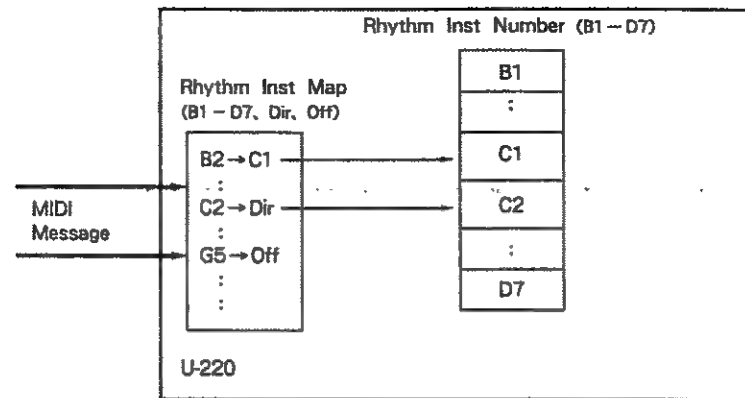 Rhythm Inst Number (B1–D7)
B1
:
C1
C2
:
D7
Rhythm Inst Map
(B1–D7、Dir、Off)
B2→C1
:
C2→Dir
:
G5→Off
:
:
MIDI
Message
U-220